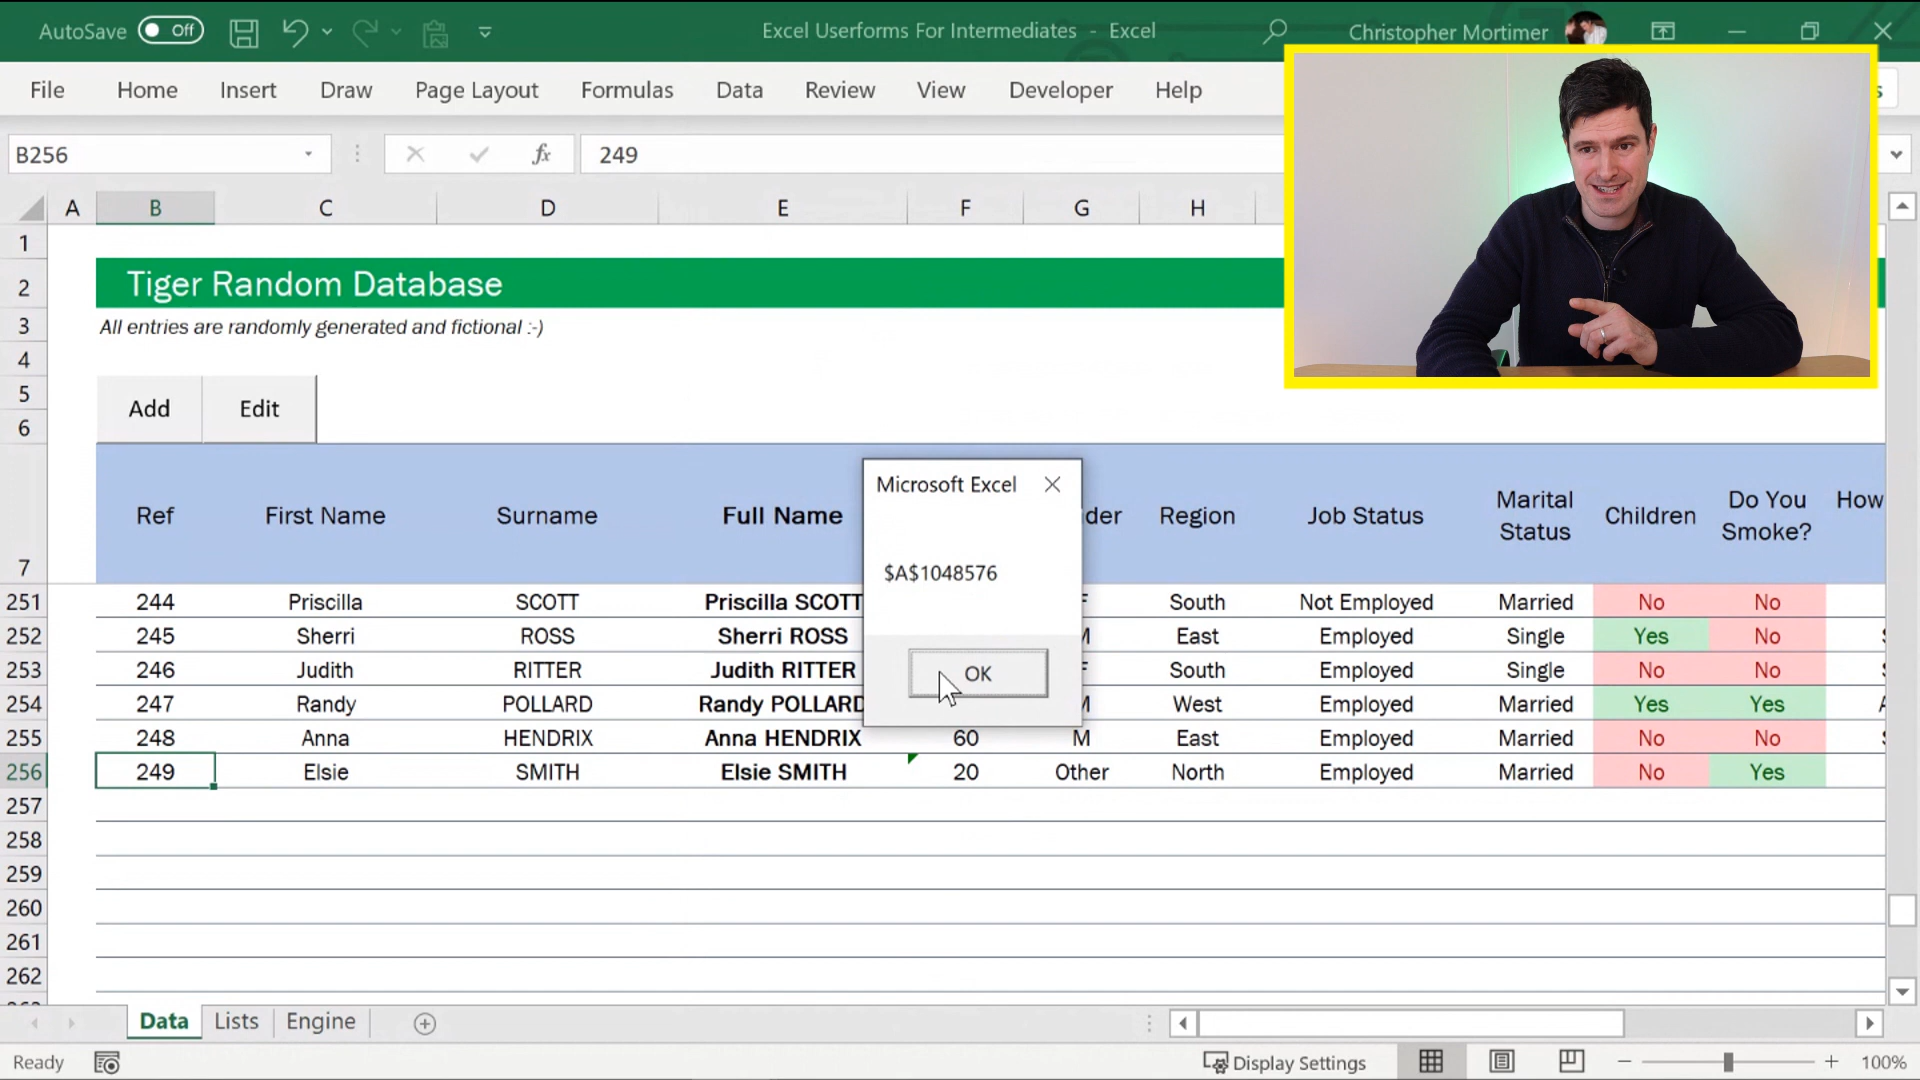 AutoSave Off Excel Userforms For Intermediates - Excel Christopher Mortimer
File Home Insert Draw Page Layout Formulas Data Review View Developer Help
B256 fx 249
A B C D E F G H
1
2 Tiger Random Database
3 All entries are randomly generated and fictional :-)
4
5
6
Add Edit
7 Ref First Name Surname Full Name der Region Job Status Marital Status Children Do You Smoke? How
Microsoft Excel
$A$1048576
OK
251 244 Priscilla SCOTT Priscilla SCOTT F South Not Employed Married No No
252 245 Sherri ROSS Sherri ROSS M East Employed Single Yes No
253 246 Judith RITTER Judith RITTER F South Employed Single No No
254 247 Randy POLLARD Randy POLLARD M West Employed Married Yes Yes
255 248 Anna HENDRIX Anna HENDRIX 60 M East Employed Married No No
256 249 Elsie SMITH Elsie SMITH 20 Other North Employed Married No Yes
257
258
259
260
261
262
Data Lists Engine
Ready Display Settings 100%